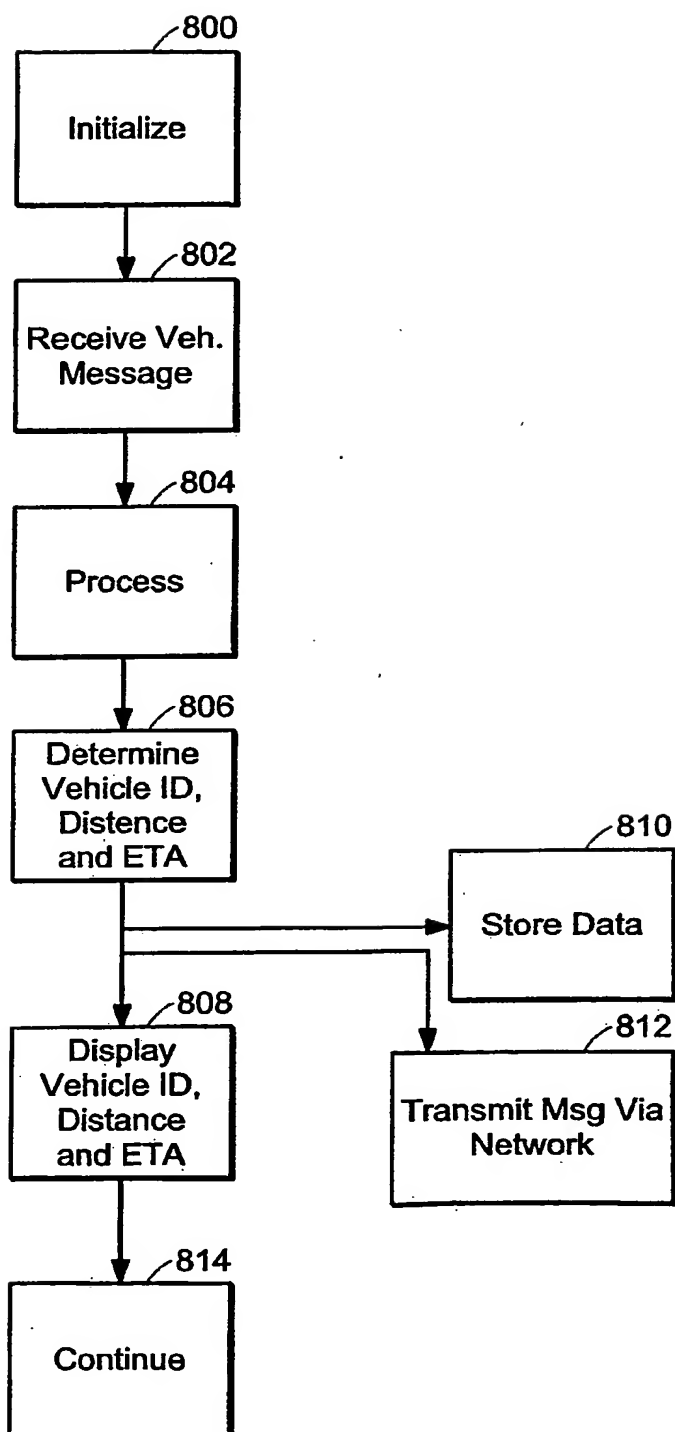 800
Initialize
802
Receive Veh.
Message
804
Process
806
Determine
Vehicle ID,
Distence
and ETA
810
Store Data
808
Display
Vehicle ID,
Distance
and ETA
812
Transmit Msg Via
Network
814
Continue